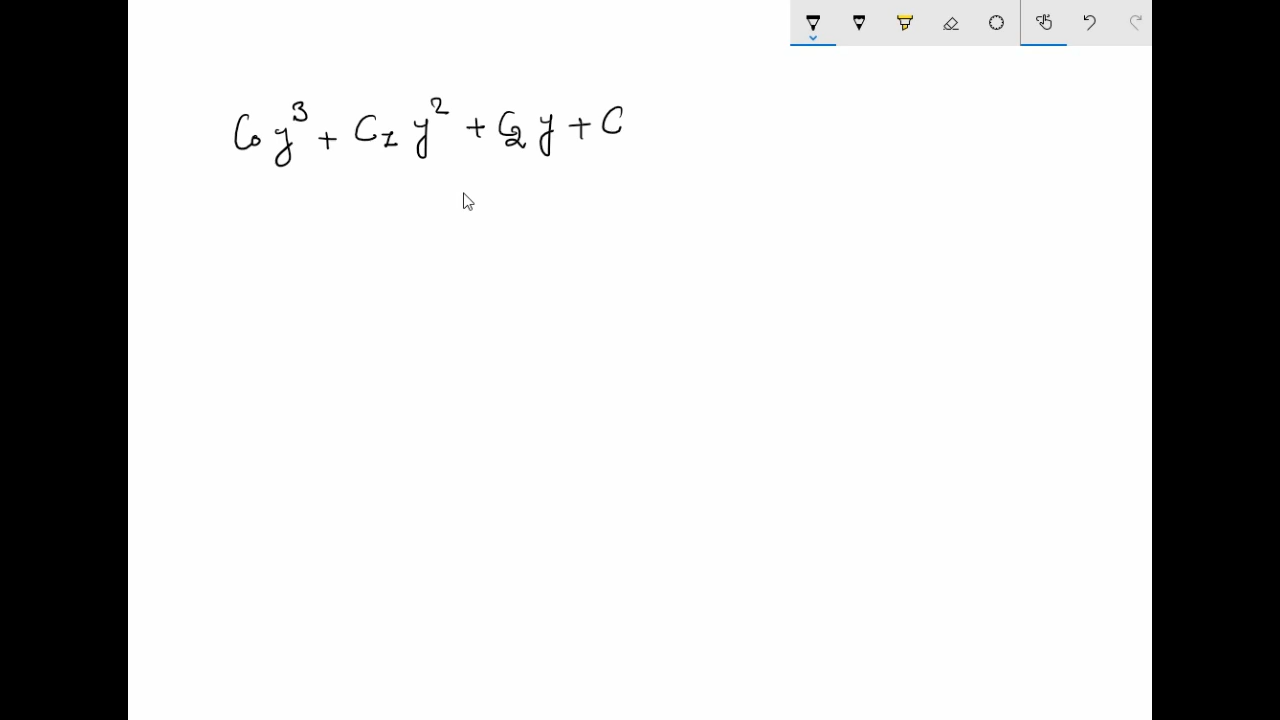 C₀y³ + C₁y² + C₂y + C